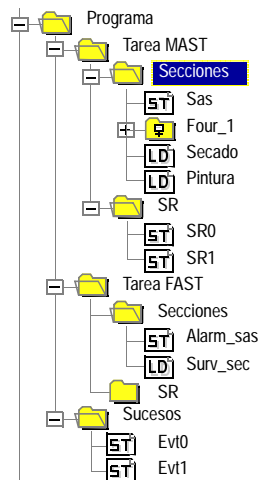 Programa
Tarea MAST
Secciones
ST Sas
Four_1
LD Secado
LD Pintura
SR
ST SR0
ST SR1
Tarea FAST
Secciones
ST Alarm_sas
LD Surv_sec
SR
Sucesos
ST Evt0
ST Evt1